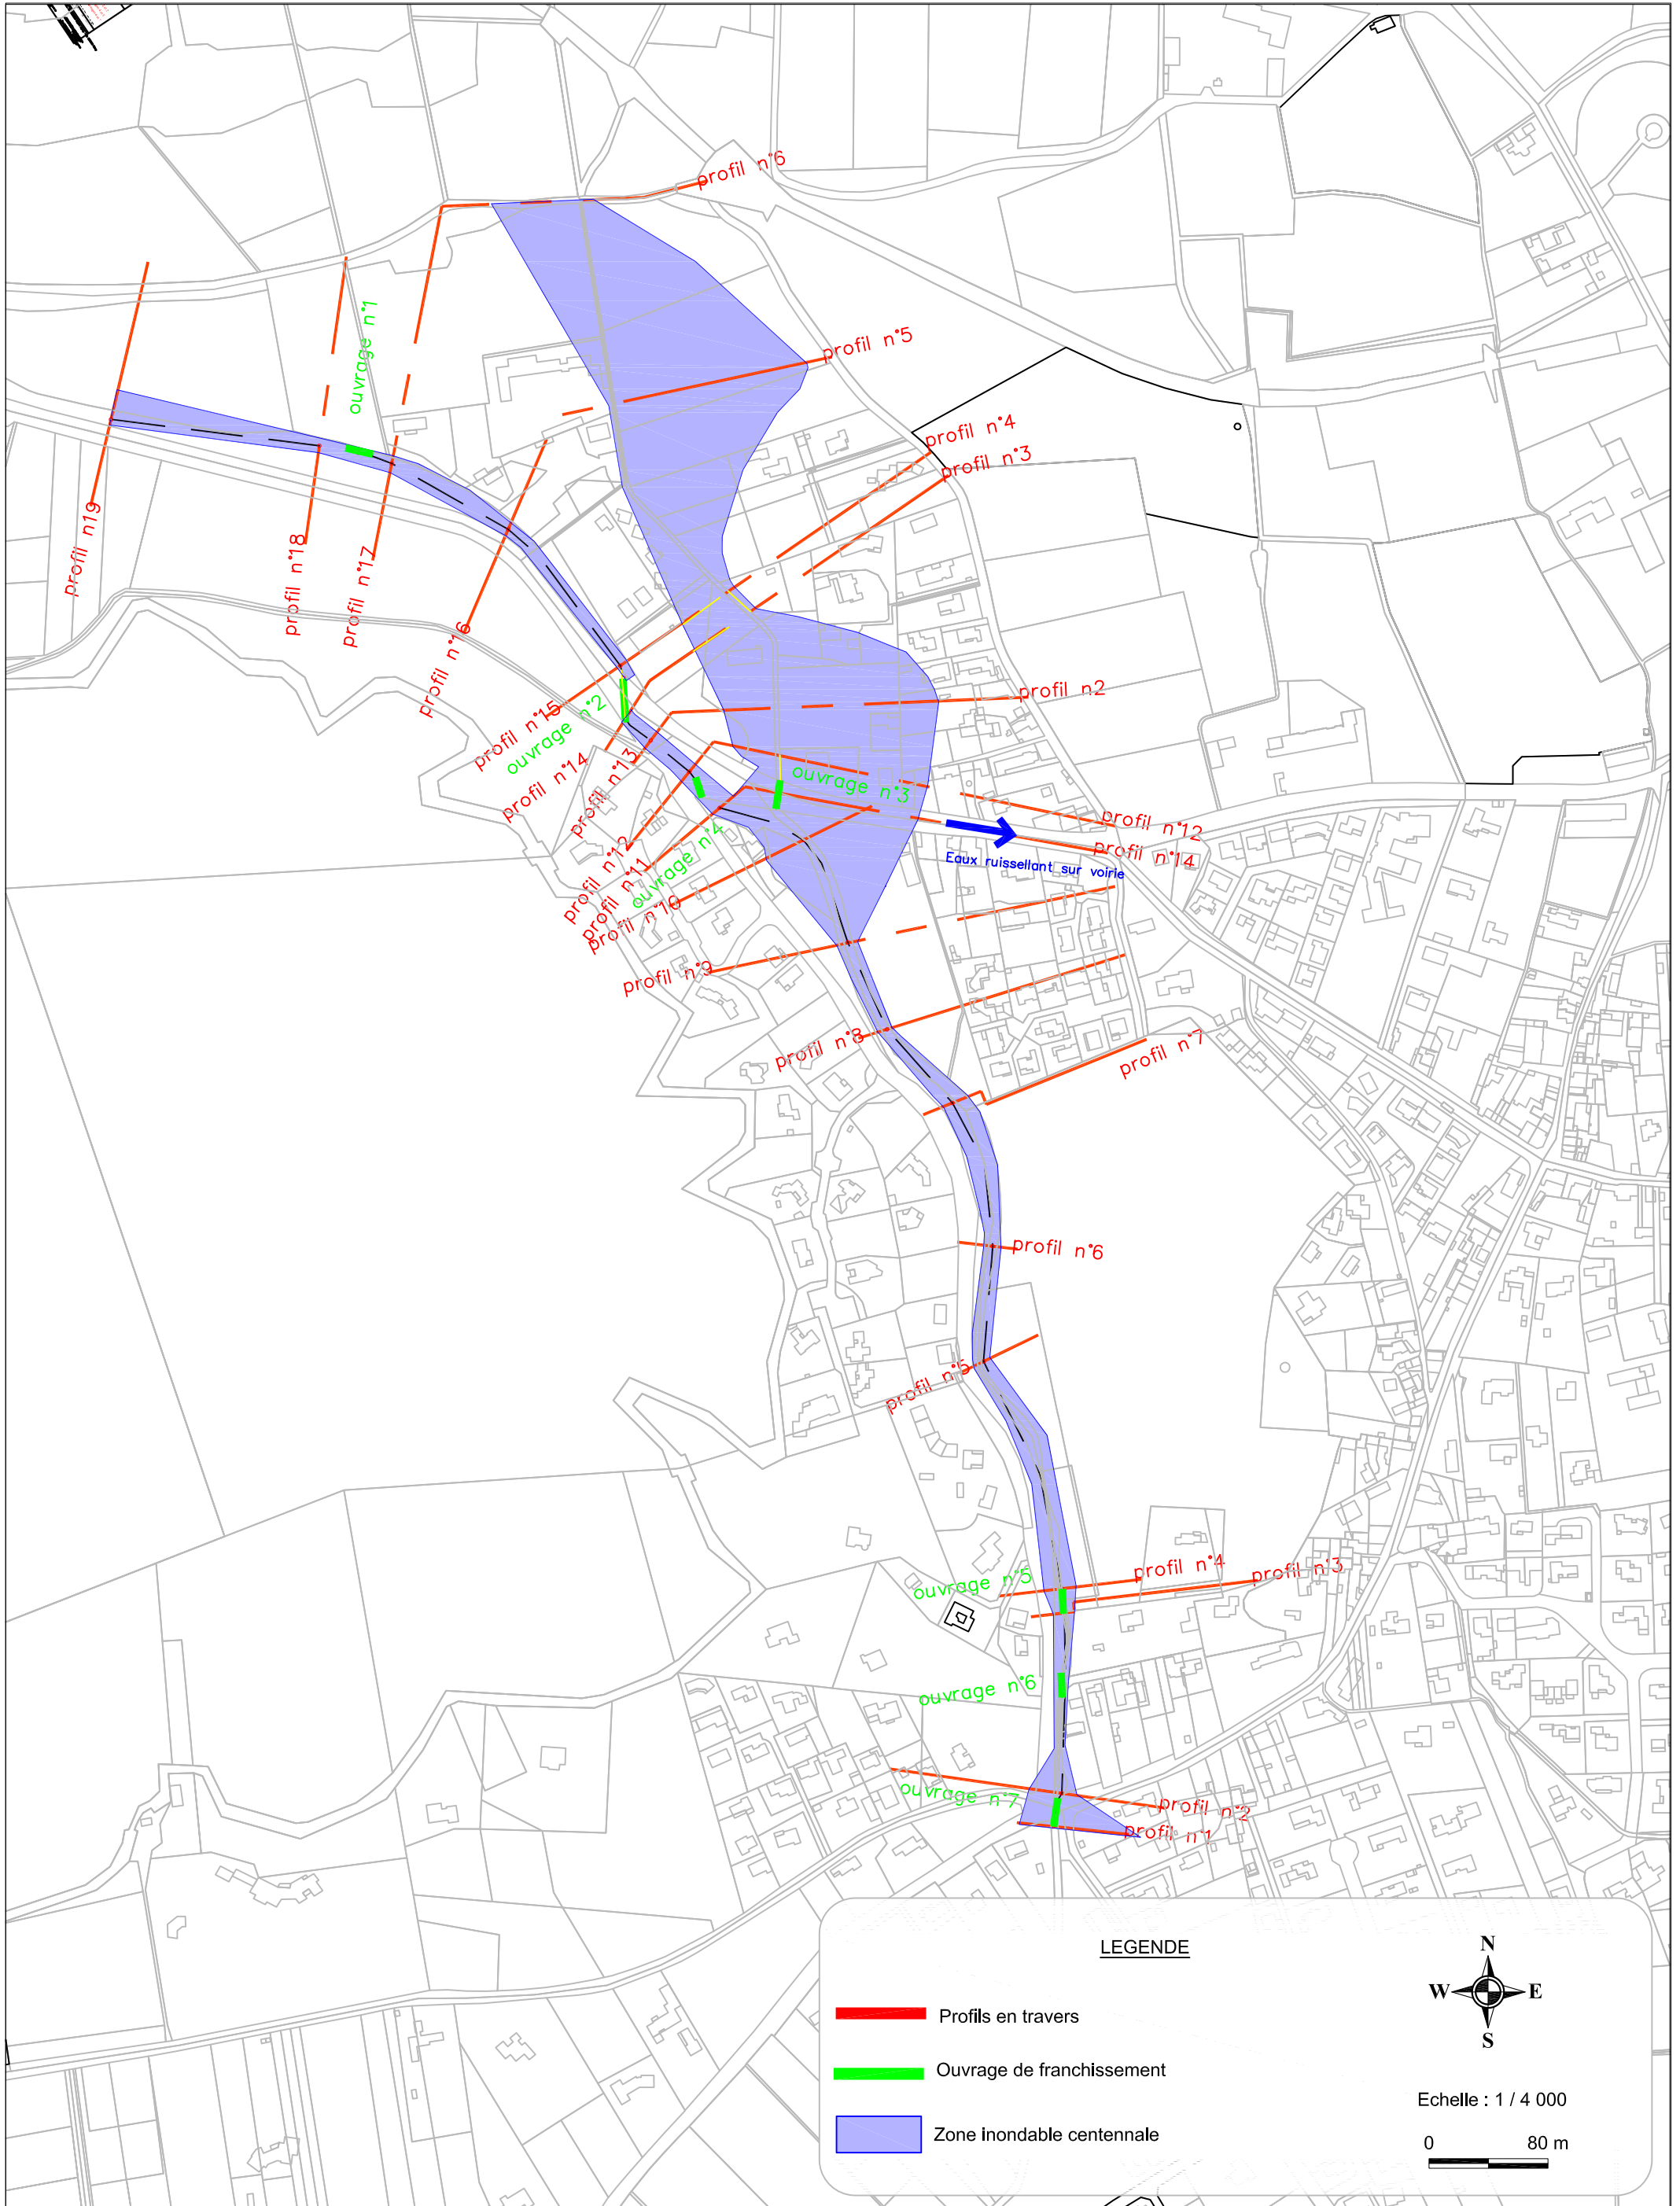 profil n°6
profil n°5
ouvrage n°1
profil n°4
profil n°3
profil n19
profil n°18
profil n°17
profil n°16
profil n2
profil n°15
ouvrage n°2
profil n°14
profil n°13
ouvrage n°3
profil n°12
profil n°14
Eaux ruissellant sur voirie
profil n°12
profil n°11
ouvrage n°4
profil n°10
profil n°9
profil n°8
profil n°7
profil n°6
profil n°5
profil n°4
profil n°3
ouvrage n°5
ouvrage n°6
ouvrage n°7
profil n°2
profil n°1
LEGENDE
Profils en travers
Ouvrage de franchissement
Zone inondable centennale
N
W E
S
Echelle : 1 / 4 000
0 80 m